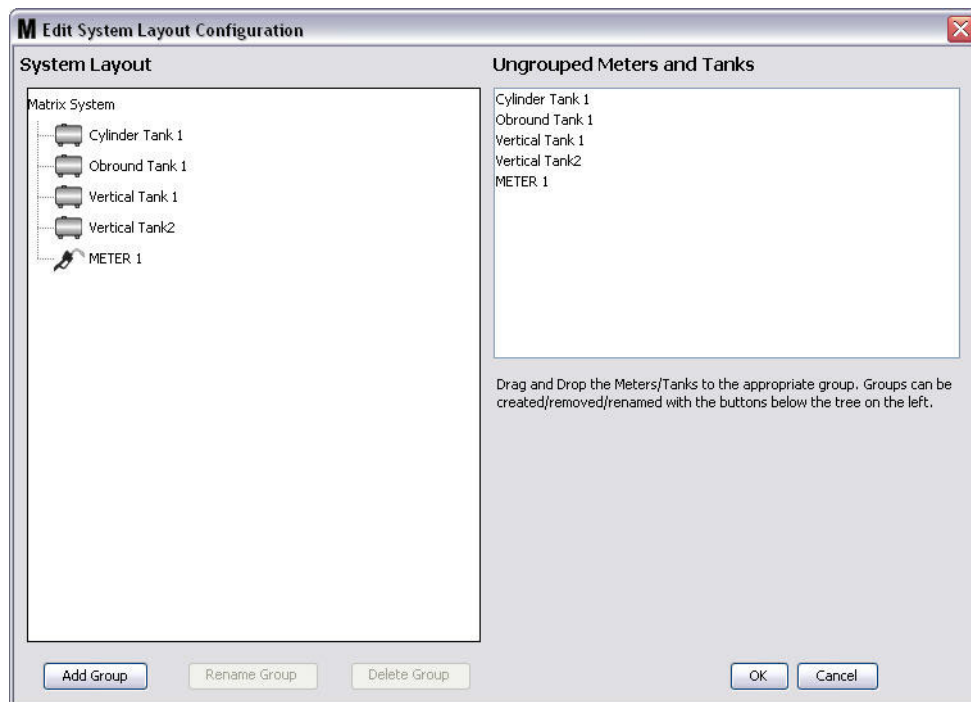 M Edit System Layout Configuration
System Layout
Matrix System
Cylinder Tank 1
Obround Tank 1
Vertical Tank 1
Vertical Tank2
METER 1
Ungrouped Meters and Tanks
Cylinder Tank 1
Obround Tank 1
Vertical Tank 1
Vertical Tank2
METER 1
Drag and Drop the Meters/Tanks to the appropriate group. Groups can be
created/removed/renamed with the buttons below the tree on the left.
Add Group
Rename Group
Delete Group
OK
Cancel